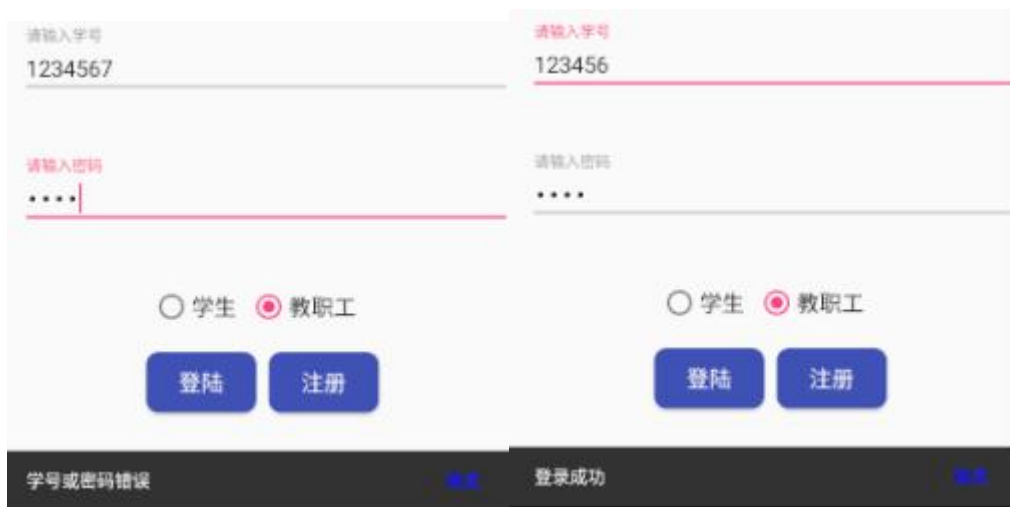 请输入学号
1234567
请输入密码
学生 教职工
登陆 注册
学号或密码错误
请输入学号
123456
请输入密码
学生 教职工
登陆 注册
登录成功